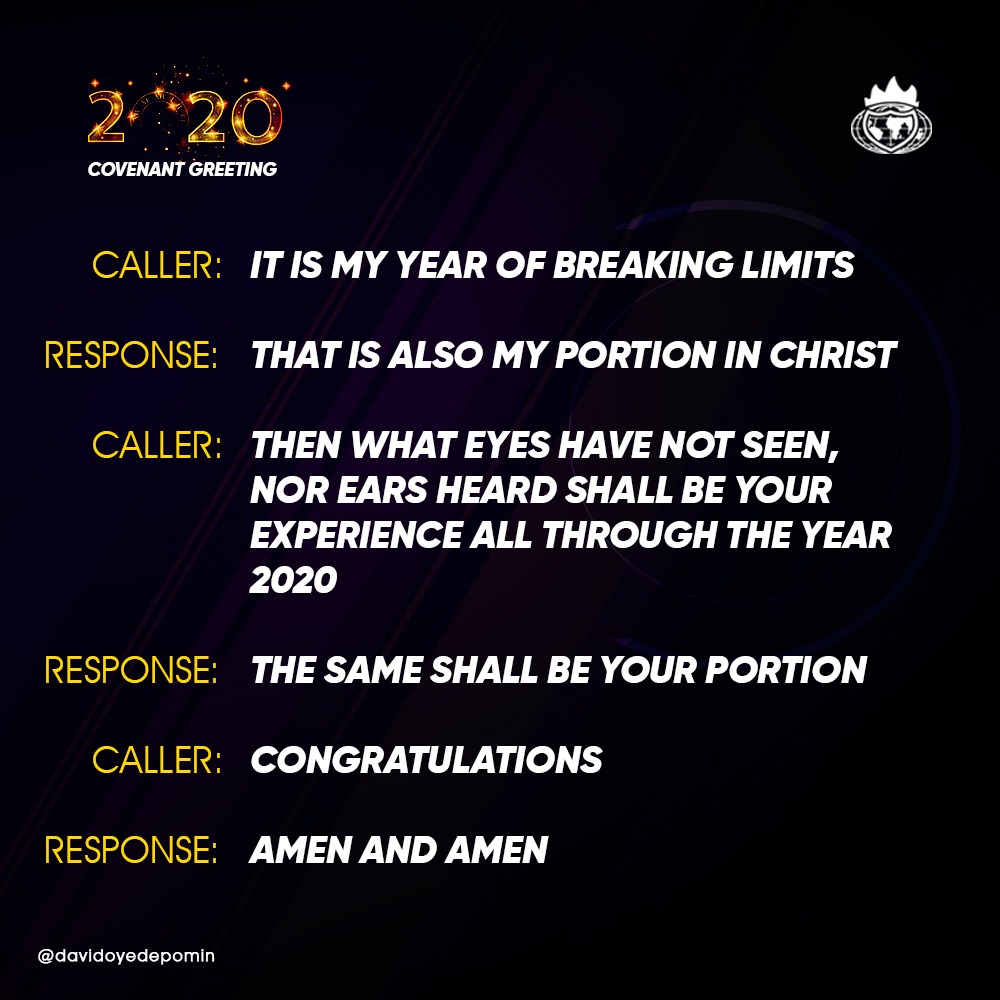 2020
COVENANT GREETING
CALLER: IT IS MY YEAR OF BREAKING LIMITS
RESPONSE: THAT IS ALSO MY PORTION IN CHRIST
CALLER: THEN WHAT EYES HAVE NOT SEEN,
NOR EARS HEARD SHALL BE YOUR
EXPERIENCE ALL THROUGH THE YEAR
2020
RESPONSE: THE SAME SHALL BE YOUR PORTION
CALLER: CONGRATULATIONS
RESPONSE: AMEN AND AMEN
@davidoyedepomin